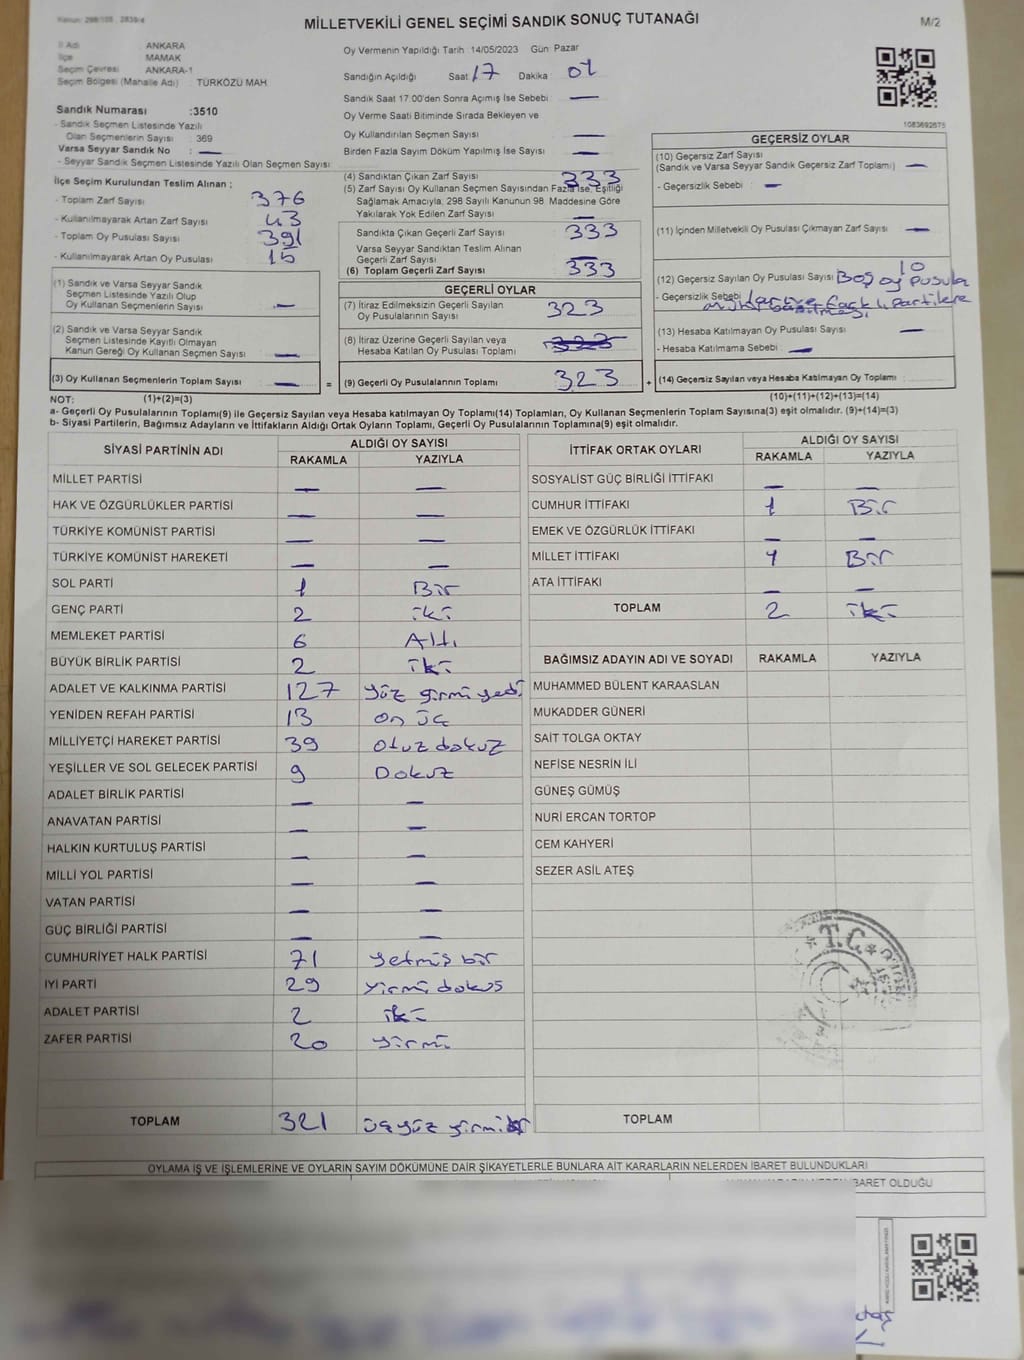 Kanun: 298/105 , 2839/4
MİLLETVEKİLİ GENEL SEÇİMİ SANDIK SONUÇ TUTANAĞI
M/2
İl Adı ANKARA
İlçe MAMAK
Seçim Çevresi ANKARA-1
Seçim Bölgesi (Mahalle Adı) : TÜRKÖZÜ MAH
Sandık Numarası :3510
- Sandık Seçmen Listesinde Yazılı
Olan Seçmenlerin Sayısı : 369
Varsa Seyyar Sandık No : —
- Seyyar Sandık Seçmen Listesinde Yazılı Olan Seçmen Sayısı :
İlçe Seçim Kurulundan Teslim Alınan ;
- Toplam Zarf Sayısı : 376
- Kullanılmayarak Artan Zarf Sayısı : 43
- Toplam Oy Pusulası Sayısı : 391
- Kullanılmayarak Artan Oy Pusulası : 15
(1) Sandık ve Varsa Seyyar Sandık
Seçmen Listesinde Yazılı Olup
Oy Kullanan Seçmenlerin Sayısı : —
(2) Sandık ve Varsa Seyyar Sandık
Seçmen Listesinde Kayıtlı Olmayan
Kanun Gereği Oy Kullanan Seçmen Sayısı : —
(3) Oy Kullanan Seçmenlerin Toplam Sayısı : —
Oy Vermenin Yapıldığı Tarih 14/05/2023 Gün Pazar
Sandığın Açıldığı Saat 17 Dakika 01
Sandık Saat 17:00'den Sonra Açımış İse Sebebi : —
Oy Verme Saati Bitiminde Sırada Bekleyen ve
Oy Kullandırılan Seçmen Sayısı : —
Birden Fazla Sayım Döküm Yapılmış İse Sayısı : —
(4) Sandıktan Çıkan Zarf Sayısı : 333
(5) Zarf Sayısı Oy Kullanan Seçmen Sayısından Fazla İse, Eşitliği
Sağlamak Amacıyla; 298 Sayılı Kanunun 98 Maddesine Göre
Yakılarak Yok Edilen Zarf Sayısı : —
Sandıkta Çıkan Geçerli Zarf Sayısı : 333
Varsa Seyyar Sandıktan Teslim Alınan
Geçerli Zarf Sayısı : —
(6) Toplam Geçerli Zarf Sayısı : 333
GEÇERLİ OYLAR
(7) İtiraz Edilmeksizin Geçerli Sayılan
Oy Pusulalarının Sayısı : 323
(8) İtiraz Üzerine Geçerli Sayılan veya
Hesaba Katılan Oy Pusulası Toplamı : 323
= (9) Geçerli Oy Pusulalarının Toplamı : 323 +
1083692675
GEÇERSİZ OYLAR
(10) Geçersiz Zarf Sayısı
(Sandık ve Varsa Seyyar Sandık Geçersiz Zarf Toplamı) : —
- Geçersizlik Sebebi : —
(11) İçinden Milletvekili Oy Pusulası Çıkmayan Zarf Sayısı : —
(12) Geçersiz Sayılan Oy Pusulası Sayısı : 10
- Geçersizlik Sebebi : Boş oy pusula
ları ve farklı partilere
(13) Hesaba Katılmayan Oy Pusulası Sayısı : —
- Hesaba Katılmama Sebebi : —
(14) Geçersiz Sayılan veya Hesaba Katılmayan Oy Toplamı :
NOT: (1)+(2)=(3) (10)+(11)+(12)+(13)=(14)
a- Geçerli Oy Pusulalarının Toplamı(9) ile Geçersiz Sayılan veya Hesaba katılmayan Oy Toplamı(14) Toplamları, Oy Kullanan Seçmenlerin Toplam Sayısına(3) eşit olmalıdır. (9)+(14)=(3)
b- Siyasi Partilerin, Bağımsız Adayların ve İttifakların Aldığı Ortak Oyların Toplamı, Geçerli Oy Pusulalarının Toplamına(9) eşit olmalıdır.
SİYASİ PARTİNİN ADI ALDIĞI OY SAYISI
RAKAMLA YAZIYLA
MİLLET PARTİSİ — —
HAK VE ÖZGÜRLÜKLER PARTİSİ — —
TÜRKİYE KOMÜNİST PARTİSİ — —
TÜRKİYE KOMÜNİST HAREKETİ — —
SOL PARTİ 1 Bir
GENÇ PARTİ 2 iki
MEMLEKET PARTİSİ 6 Altı
BÜYÜK BİRLİK PARTİSİ 2 iki
ADALET VE KALKINMA PARTİSİ 127 yüz yirmi yedi
YENİDEN REFAH PARTİSİ 13 on üç
MİLLİYETÇİ HAREKET PARTİSİ 39 Otuz dokuz
YEŞİLLER VE SOL GELECEK PARTİSİ 9 Dokuz
ADALET BİRLİK PARTİSİ — —
ANAVATAN PARTİSİ — —
HALKIN KURTULUŞ PARTİSİ — —
MİLLİ YOL PARTİSİ — —
VATAN PARTİSİ — —
GÜÇ BİRLİĞİ PARTİSİ — —
CUMHURİYET HALK PARTİSİ 71 yetmiş bir
İYİ PARTİ 29 yirmi dokus
ADALET PARTİSİ 2 iki
ZAFER PARTİSİ 20 yirmi
TOPLAM 321 üçyüz yirmi bir
İTTİFAK ORTAK OYLARI ALDIĞI OY SAYISI
RAKAMLA YAZIYLA
SOSYALİST GÜÇ BİRLİĞİ İTTİFAKI — —
CUMHUR İTTİFAKI 1 Bir
EMEK VE ÖZGÜRLÜK İTTİFAKI — —
MİLLET İTTİFAKI 1 Bir
ATA İTTİFAKI — —
TOPLAM 2 iki
BAĞIMSIZ ADAYIN ADI VE SOYADI RAKAMLA YAZIYLA
MUHAMMED BÜLENT KARAASLAN
MUKADDER GÜNERİ
SAİT TOLGA OKTAY
NEFİSE NESRİN İLİ
GÜNEŞ GÜMÜŞ
NURİ ERCAN TORTOP
CEM KAHYERİ
SEZER ASİL ATEŞ
T.C.
TOPLAM
OYLAMA İŞ VE İŞLEMLERİNE VE OYLARIN SAYIM DÖKÜMÜNE DAİR ŞİKAYETLERLE BUNLARA AİT KARARLARIN NELERDEN İBARET BULUNDUKLARI
İBARET OLDUĞU